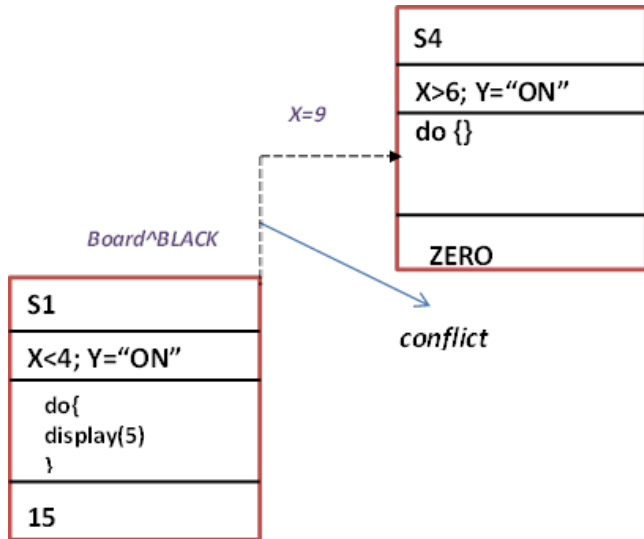 S4
X>6; Y=“ON”
do {}
ZERO
X=9
Board^BLACK
conflict
S1
X<4; Y=“ON”
do{
display(5)
}
15